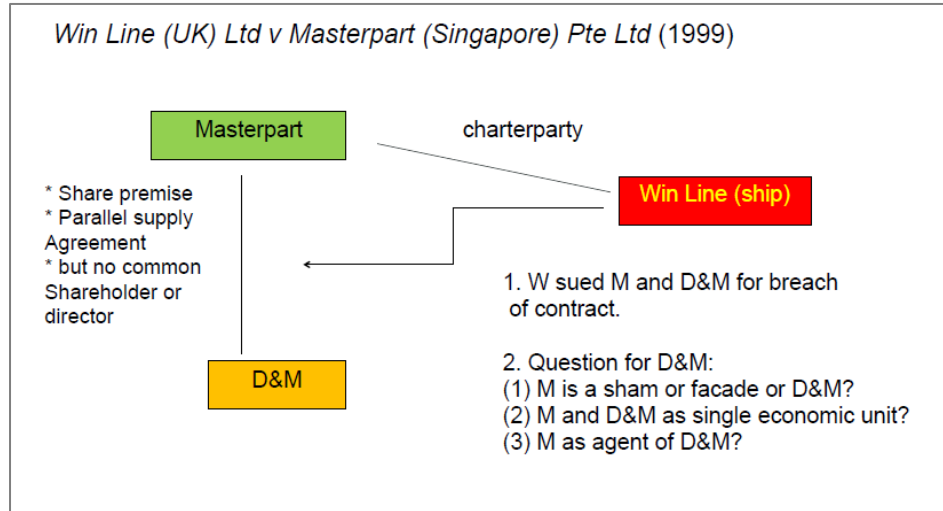 Win Line (UK) Ltd v Masterpart (Singapore) Pte Ltd (1999)
Masterpart
charterparty
* Share premise
* Parallel supply
Agreement
* but no common
Shareholder or
director
Win Line (ship)
D&M
1. W sued M and D&M for breach
of contract.
2. Question for D&M:
(1) M is a sham or facade or D&M?
(2) M and D&M as single economic unit?
(3) M as agent of D&M?